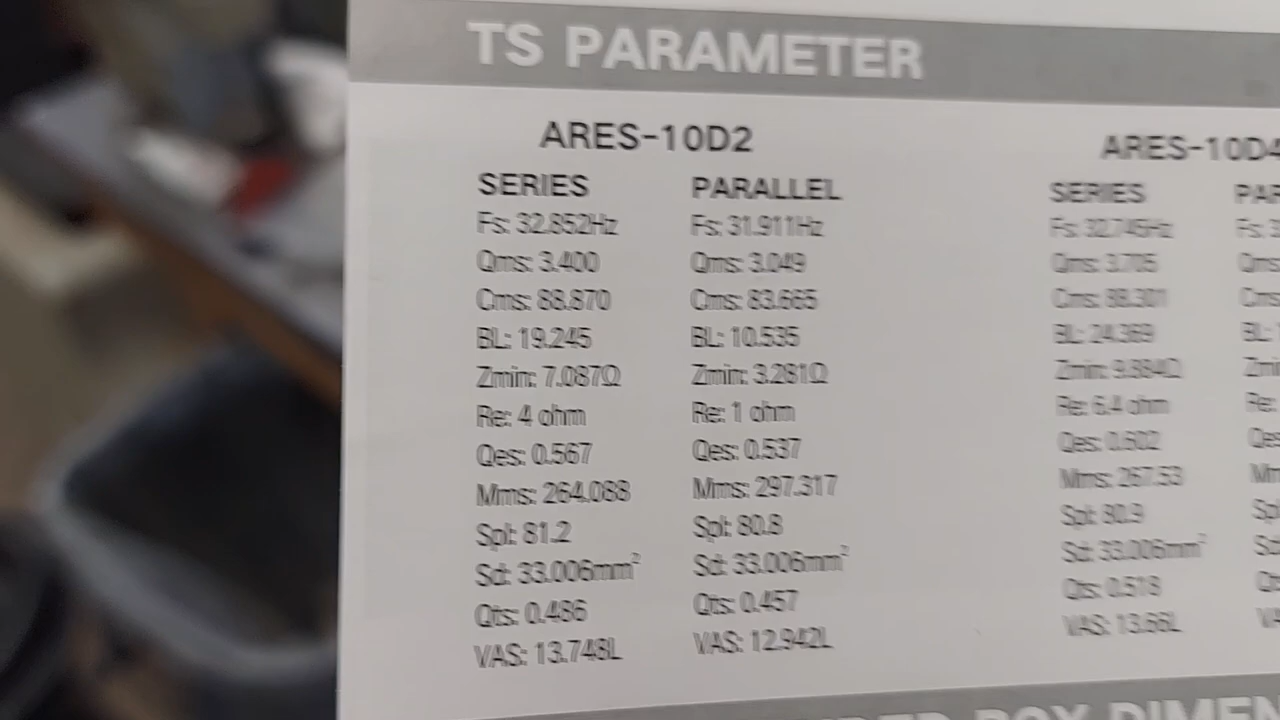 TS PARAMETER
ARES-10D2
SERIES
Fs: 32.852Hz
Qms: 3.400
Cms: 88.870
BL: 19.245
Zmin: 7.087Ω
Re: 4 ohm
Qes: 0.567
Mms: 264.088
Spl: 81.2
Sd: 33.006mm²
Qts: 0.486
VAS: 13.748L
PARALLEL
Fs: 31.911Hz
Qms: 3.049
Cms: 83.665
BL: 10.535
Zmin: 3.281Ω
Re: 1 ohm
Qes: 0.537
Mms: 297.317
Spl: 80.8
Sd: 33.006mm²
Qts: 0.457
VAS: 12.942L
ARES-10D4
SERIES
Fs: 32.745Hz
Qms: 3.705
Cms: 88.301
BL: 24.369
Zmin: 9.884Ω
Re: 6.4 ohm
Qes: 0.602
Mms: 267.53
Spl: 80.9
Sd: 33.006mm²
Qts: 0.518
VAS: 13.66L
BOX